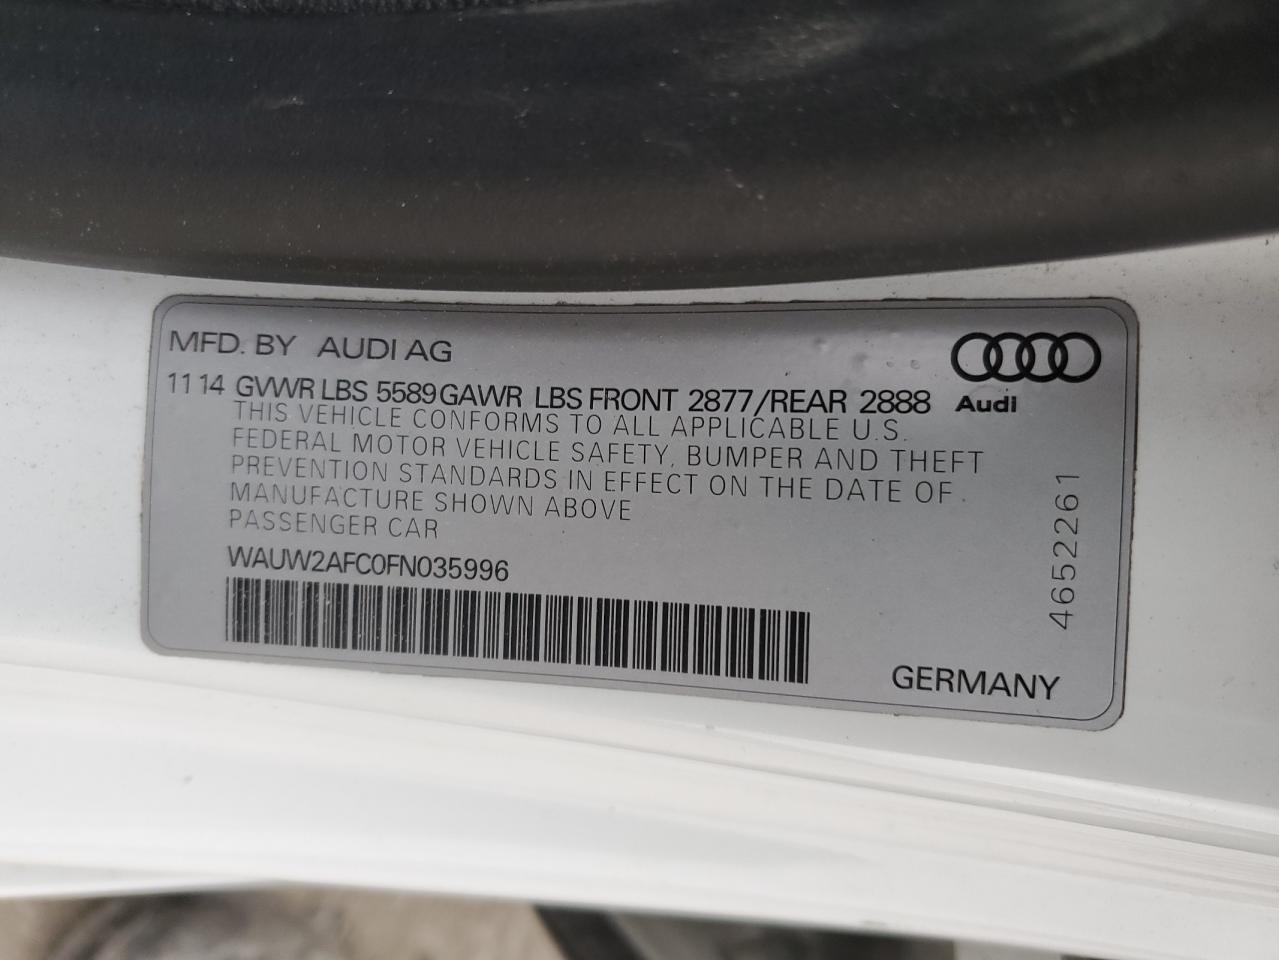 MFD. BY AUDI AG
11 14 GVWR LBS 5589 GAWR LBS FRONT 2877/REAR 2888
Audi
THIS VEHICLE CONFORMS TO ALL APPLICABLE U.S.
FEDERAL MOTOR VEHICLE SAFETY, BUMPER AND THEFT
PREVENTION STANDARDS IN EFFECT ON THE DATE OF
MANUFACTURE SHOWN ABOVE
PASSENGER CAR
WAUW2AFC0FN035996
4652261
GERMANY